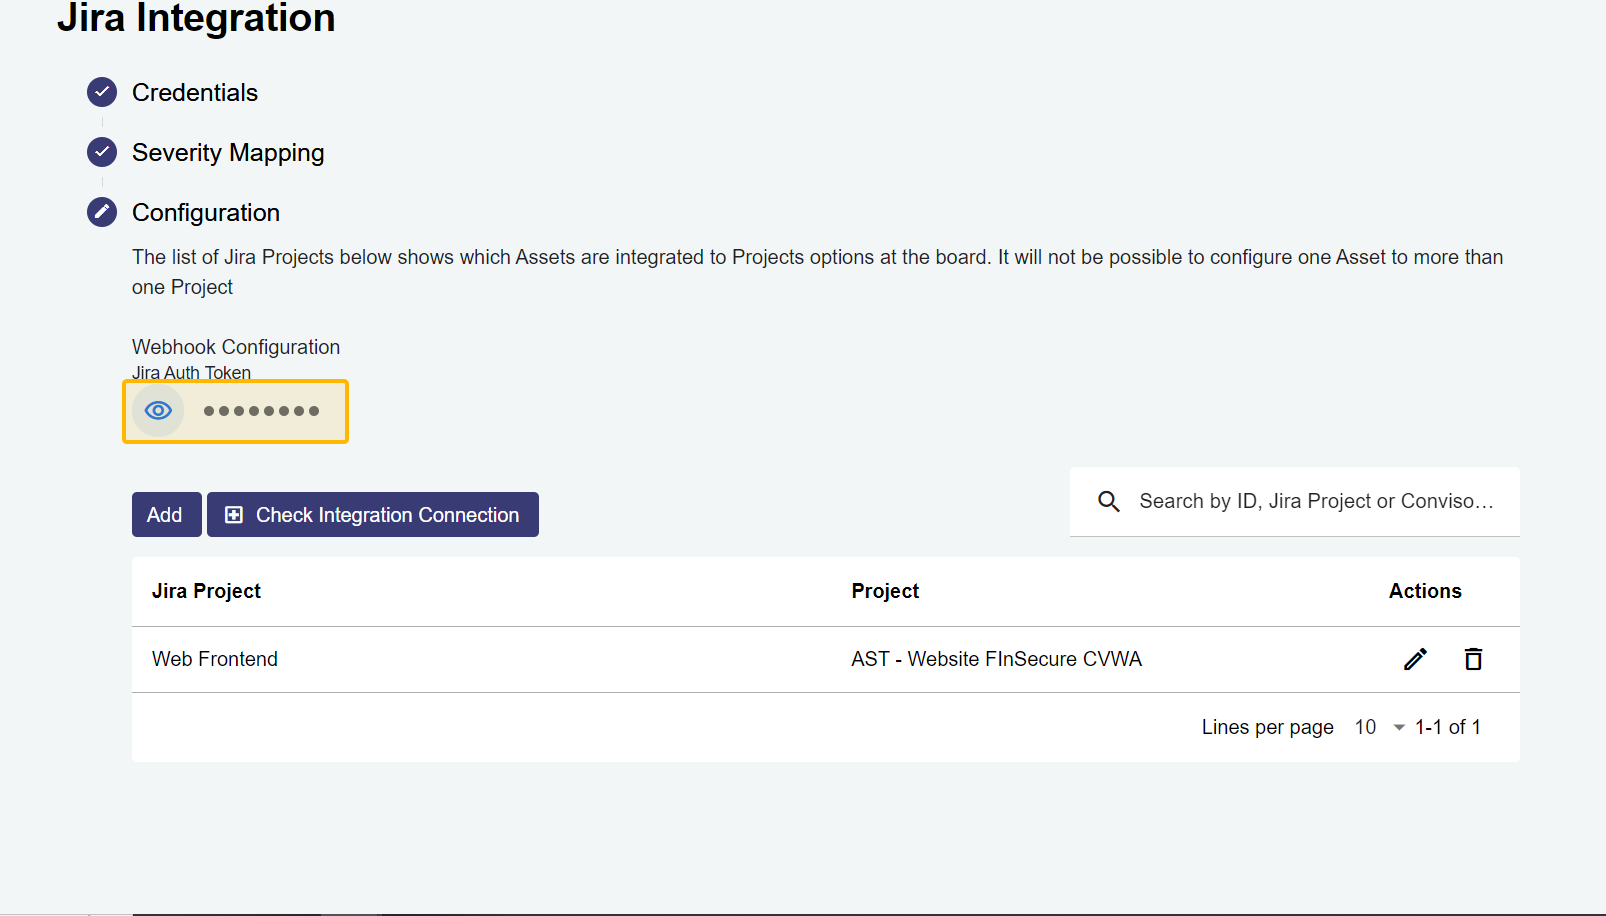 Jira Integration
Credentials
Severity Mapping
Configuration
The list of Jira Projects below shows which Assets are integrated to Projects options at the board. It will not be possible to configure one Asset to more than
one Project
Webhook Configuration
Jira Auth Token
Add
Check Integration Connection
Search by ID, Jira Project or Conviso...
Jira Project
Project
Actions
Web Frontend
AST - Website FInSecure CVWA
Lines per page 10 1-1 of 1